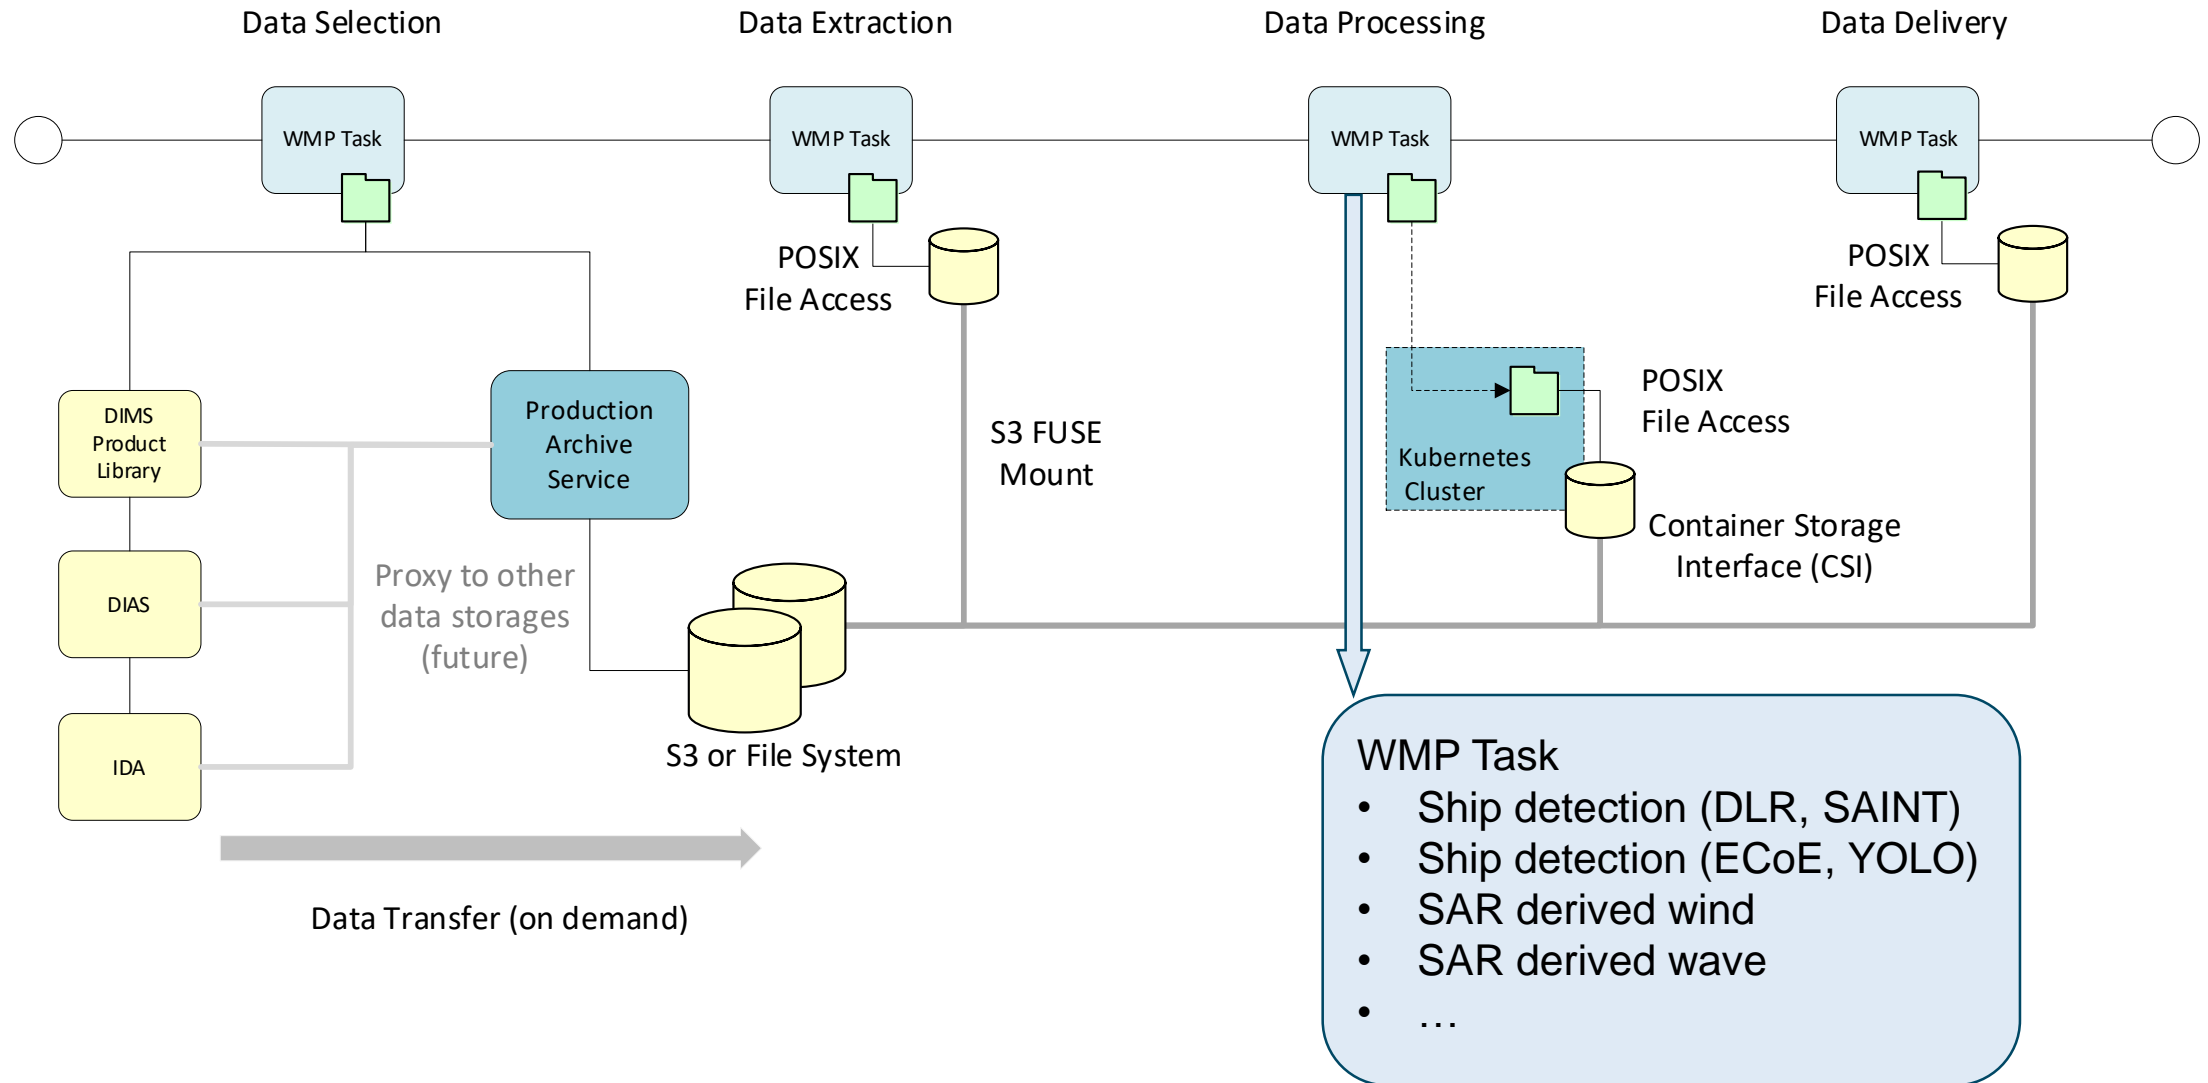 Data Selection
Data Extraction
Data Processing
Data Delivery
WMP Task
WMP Task
WMP Task
WMP Task
POSIX
File Access
POSIX
File Access
DIMS
Product
Library
Production
Archive
Service
S3 FUSE
Mount
POSIX
File Access
Kubernetes
Cluster
Container Storage
Interface (CSI)
DIAS
Proxy to other
data storages
(future)
IDA
S3 or File System
Data Transfer (on demand)
WMP Task
• Ship detection (DLR, SAINT)
• Ship detection (ECoE, YOLO)
• SAR derived wind
• SAR derived wave
• …